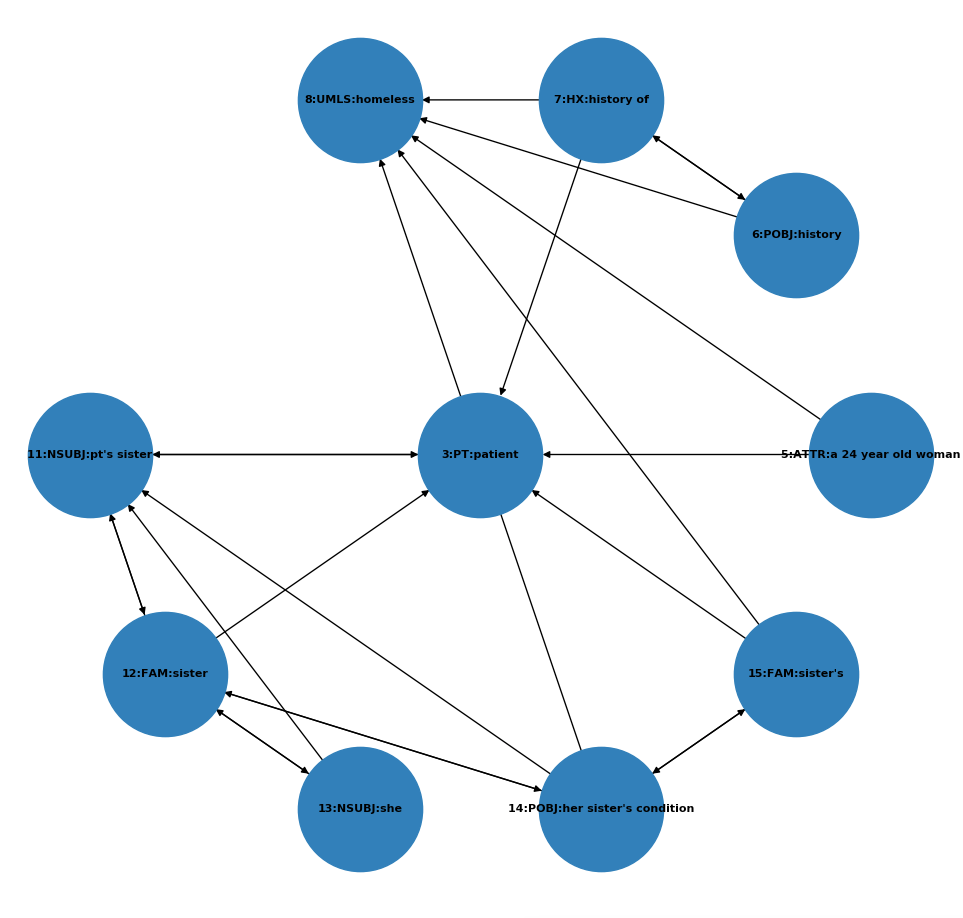 8:UMLS:homeless
7:HX:history of
6:POBJ:history
11:NSUBJ:pt's sister
3:PT:patient
5:ATTR:a 24 year old woman
12:FAM:sister
15:FAM:sister's
13:NSUBJ:she
14:POBJ:her sister's condition